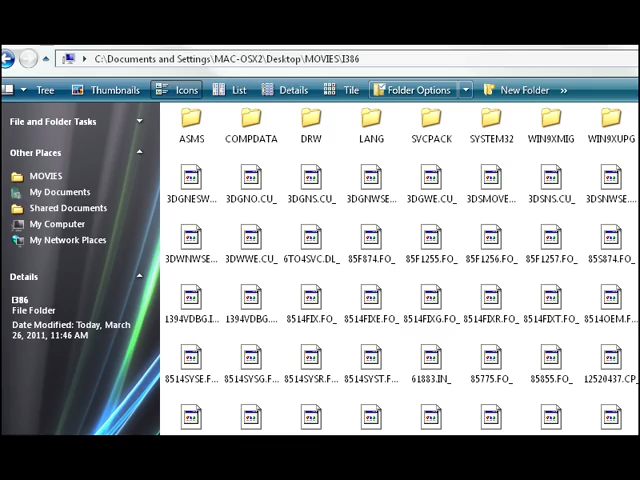 C:\Documents and Settings\MAC-OSX2\Desktop\MOVIES\I386
Tree Thumbnails Icons List Details Tile Folder Options New Folder »
File and Folder Tasks
Other Places
MOVIES
My Documents
Shared Documents
My Computer
My Network Places
Details
I386
File Folder
Date Modified: Today, March
26, 2011, 11:46 AM
ASMS COMPDATA DRW LANG SVCPACK SYSTEM32 WIN9XMIG WIN9XUPG
3DGNESW... 3DGNO.CU_ 3DGNS.CU_ 3DGNWSE... 3DGWE.CU_ 3DSMOVE... 3DSNS.CU_ 3DSNWSE...
3DWNWSE... 3DWWE.CU_ 6TO4SVC.DL_ 85F874.FO_ 85F1255.FO_ 85F1256.FO_ 85F1257.FO_ 85S874.FO_
1394VDBG.I... 1394VDBG.... 8514FIX.FO_ 8514FIXE.FO_ 8514FIXG.FO_ 8514FIXR.FO_ 8514FIXT.FO_ 8514OEM.F...
8514SYSE.F... 8514SYSG.F... 8514SYSR.F... 8514SYST.F... 61883.IN_ 85775.FO_ 85855.FO_ 12520437.CP_